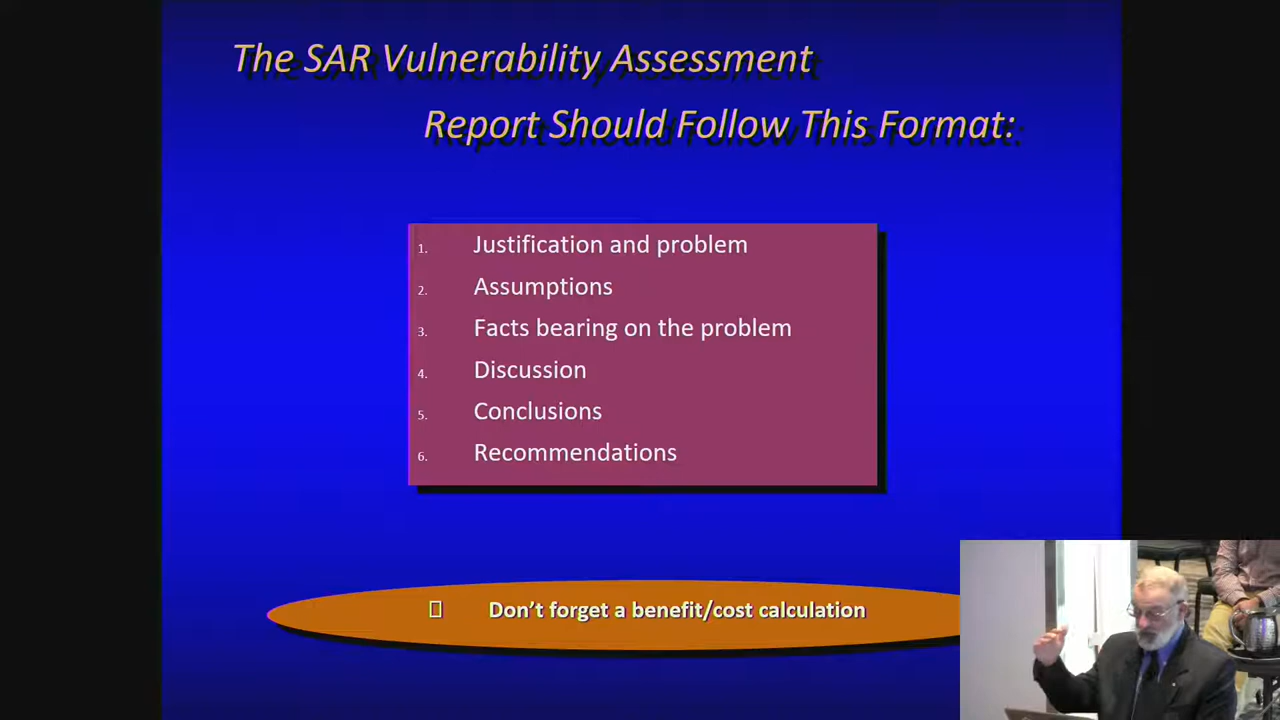 The SAR Vulnerability Assessment
Report Should Follow This Format:
1. Justification and problem
2. Assumptions
3. Facts bearing on the problem
4. Discussion
5. Conclusions
6. Recommendations
Don’t forget a benefit/cost calculation